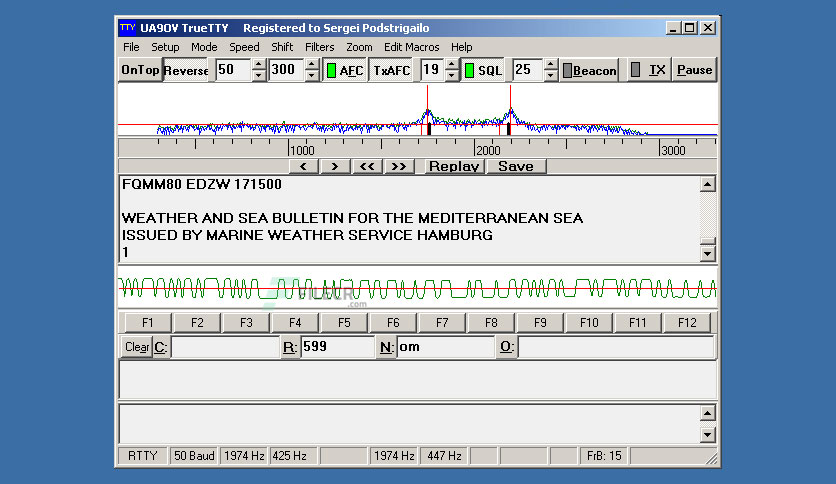 TTY UA9OV TrueTTY Registered to Sergei Podstrigailo
File Setup Mode Speed Shift Filters Zoom Edit Macros Help
OnTop Reverse 50 300 AFC TxAFC 19 SQL 25 Beacon TX Pause
1000 2000 3000
< > << >> Replay Save
FQMM80 EDZW 171500
WEATHER AND SEA BULLETIN FOR THE MEDITERRANEAN SEA
ISSUED BY MARINE WEATHER SERVICE HAMBURG
1
FILECR
.com
F1 F2 F3 F4 F5 F6 F7 F8 F9 F10 F11 F12
Clear C: R: 599 N: om O:
RTTY 50 Baud 1974 Hz 425 Hz 1974 Hz 447 Hz FrB: 15